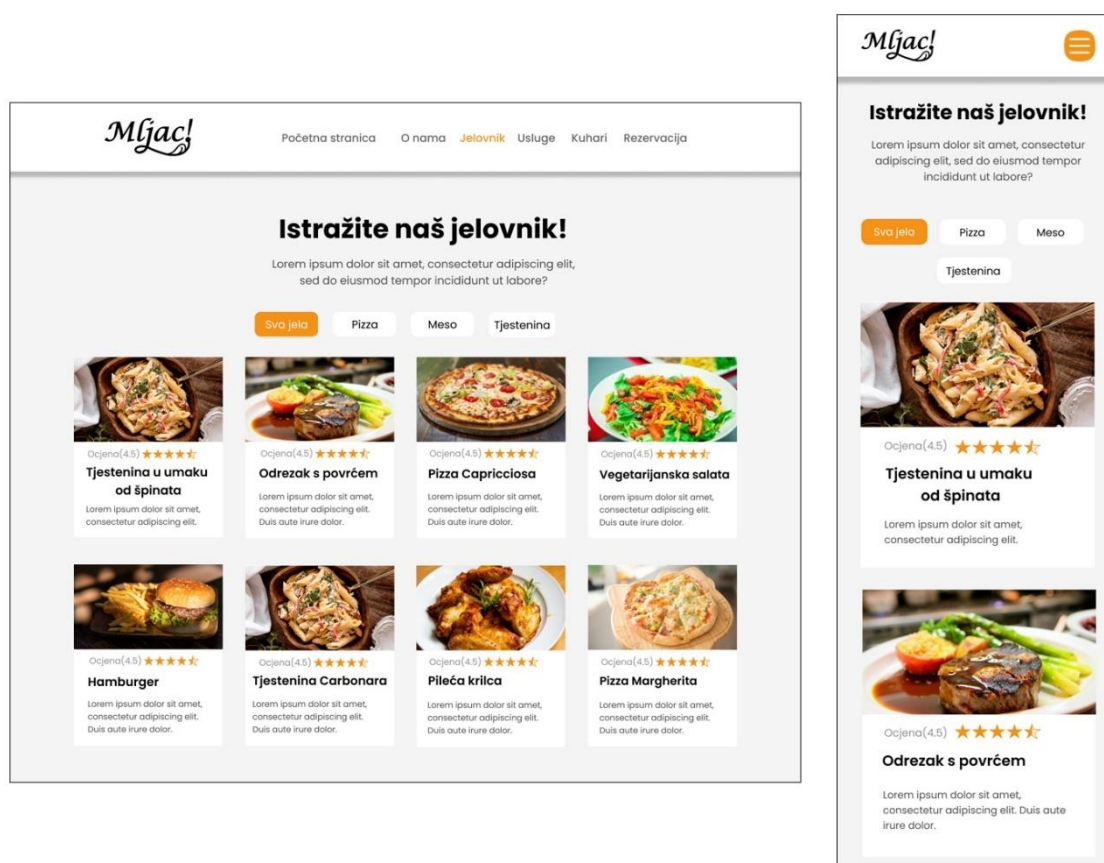 Mljac!
Početna stranica O nama Jelovnik Usluge Kuhari Rezervacija
Istražite naš jelovnik!
Lorem ipsum dolor sit amet, consectetur adipiscing elit,
sed do eiusmod tempor incididunt ut labore?
Sva jela Pizza Meso Tjestenina
Ocjena(4.5)
Tjestenina u umaku
od špinata
Lorem ipsum dolor sit amet,
consectetur adipiscing elit.
Ocjena(4.5)
Odrezak s povrćem
Lorem ipsum dolor sit amet,
consectetur adipiscing elit.
Duis aute irure dolor.
Ocjena(4.5)
Pizza Capricciosa
Lorem ipsum dolor sit amet,
consectetur adipiscing elit.
Duis aute irure dolor.
Ocjena(4.5)
Vegetarijanska salata
Lorem ipsum dolor sit amet,
consectetur adipiscing elit.
Duis aute irure dolor.
Ocjena(4.5)
Hamburger
Lorem ipsum dolor sit amet,
consectetur adipiscing elit.
Duis aute irure dolor.
Ocjena(4.5)
Tjestenina Carbonara
Lorem ipsum dolor sit amet,
consectetur adipiscing elit.
Duis aute irure dolor.
Ocjena(4.5)
Pileća krilca
Lorem ipsum dolor sit amet,
consectetur adipiscing elit.
Duis aute irure dolor.
Ocjena(4.5)
Pizza Margherita
Lorem ipsum dolor sit amet,
consectetur adipiscing elit.
Duis aute irure dolor.
Mljac!
Istražite naš jelovnik!
Lorem ipsum dolor sit amet, consectetur
adipiscing elit, sed do eiusmod tempor
incididunt ut labore?
Sva jela Pizza Meso
Tjestenina
Ocjena(4.5)
Tjestenina u umaku
od špinata
Lorem ipsum dolor sit amet,
consectetur adipiscing elit.
Ocjena(4.5)
Odrezak s povrćem
Lorem ipsum dolor sit amet,
consectetur adipiscing elit. Duis aute
irure dolor.